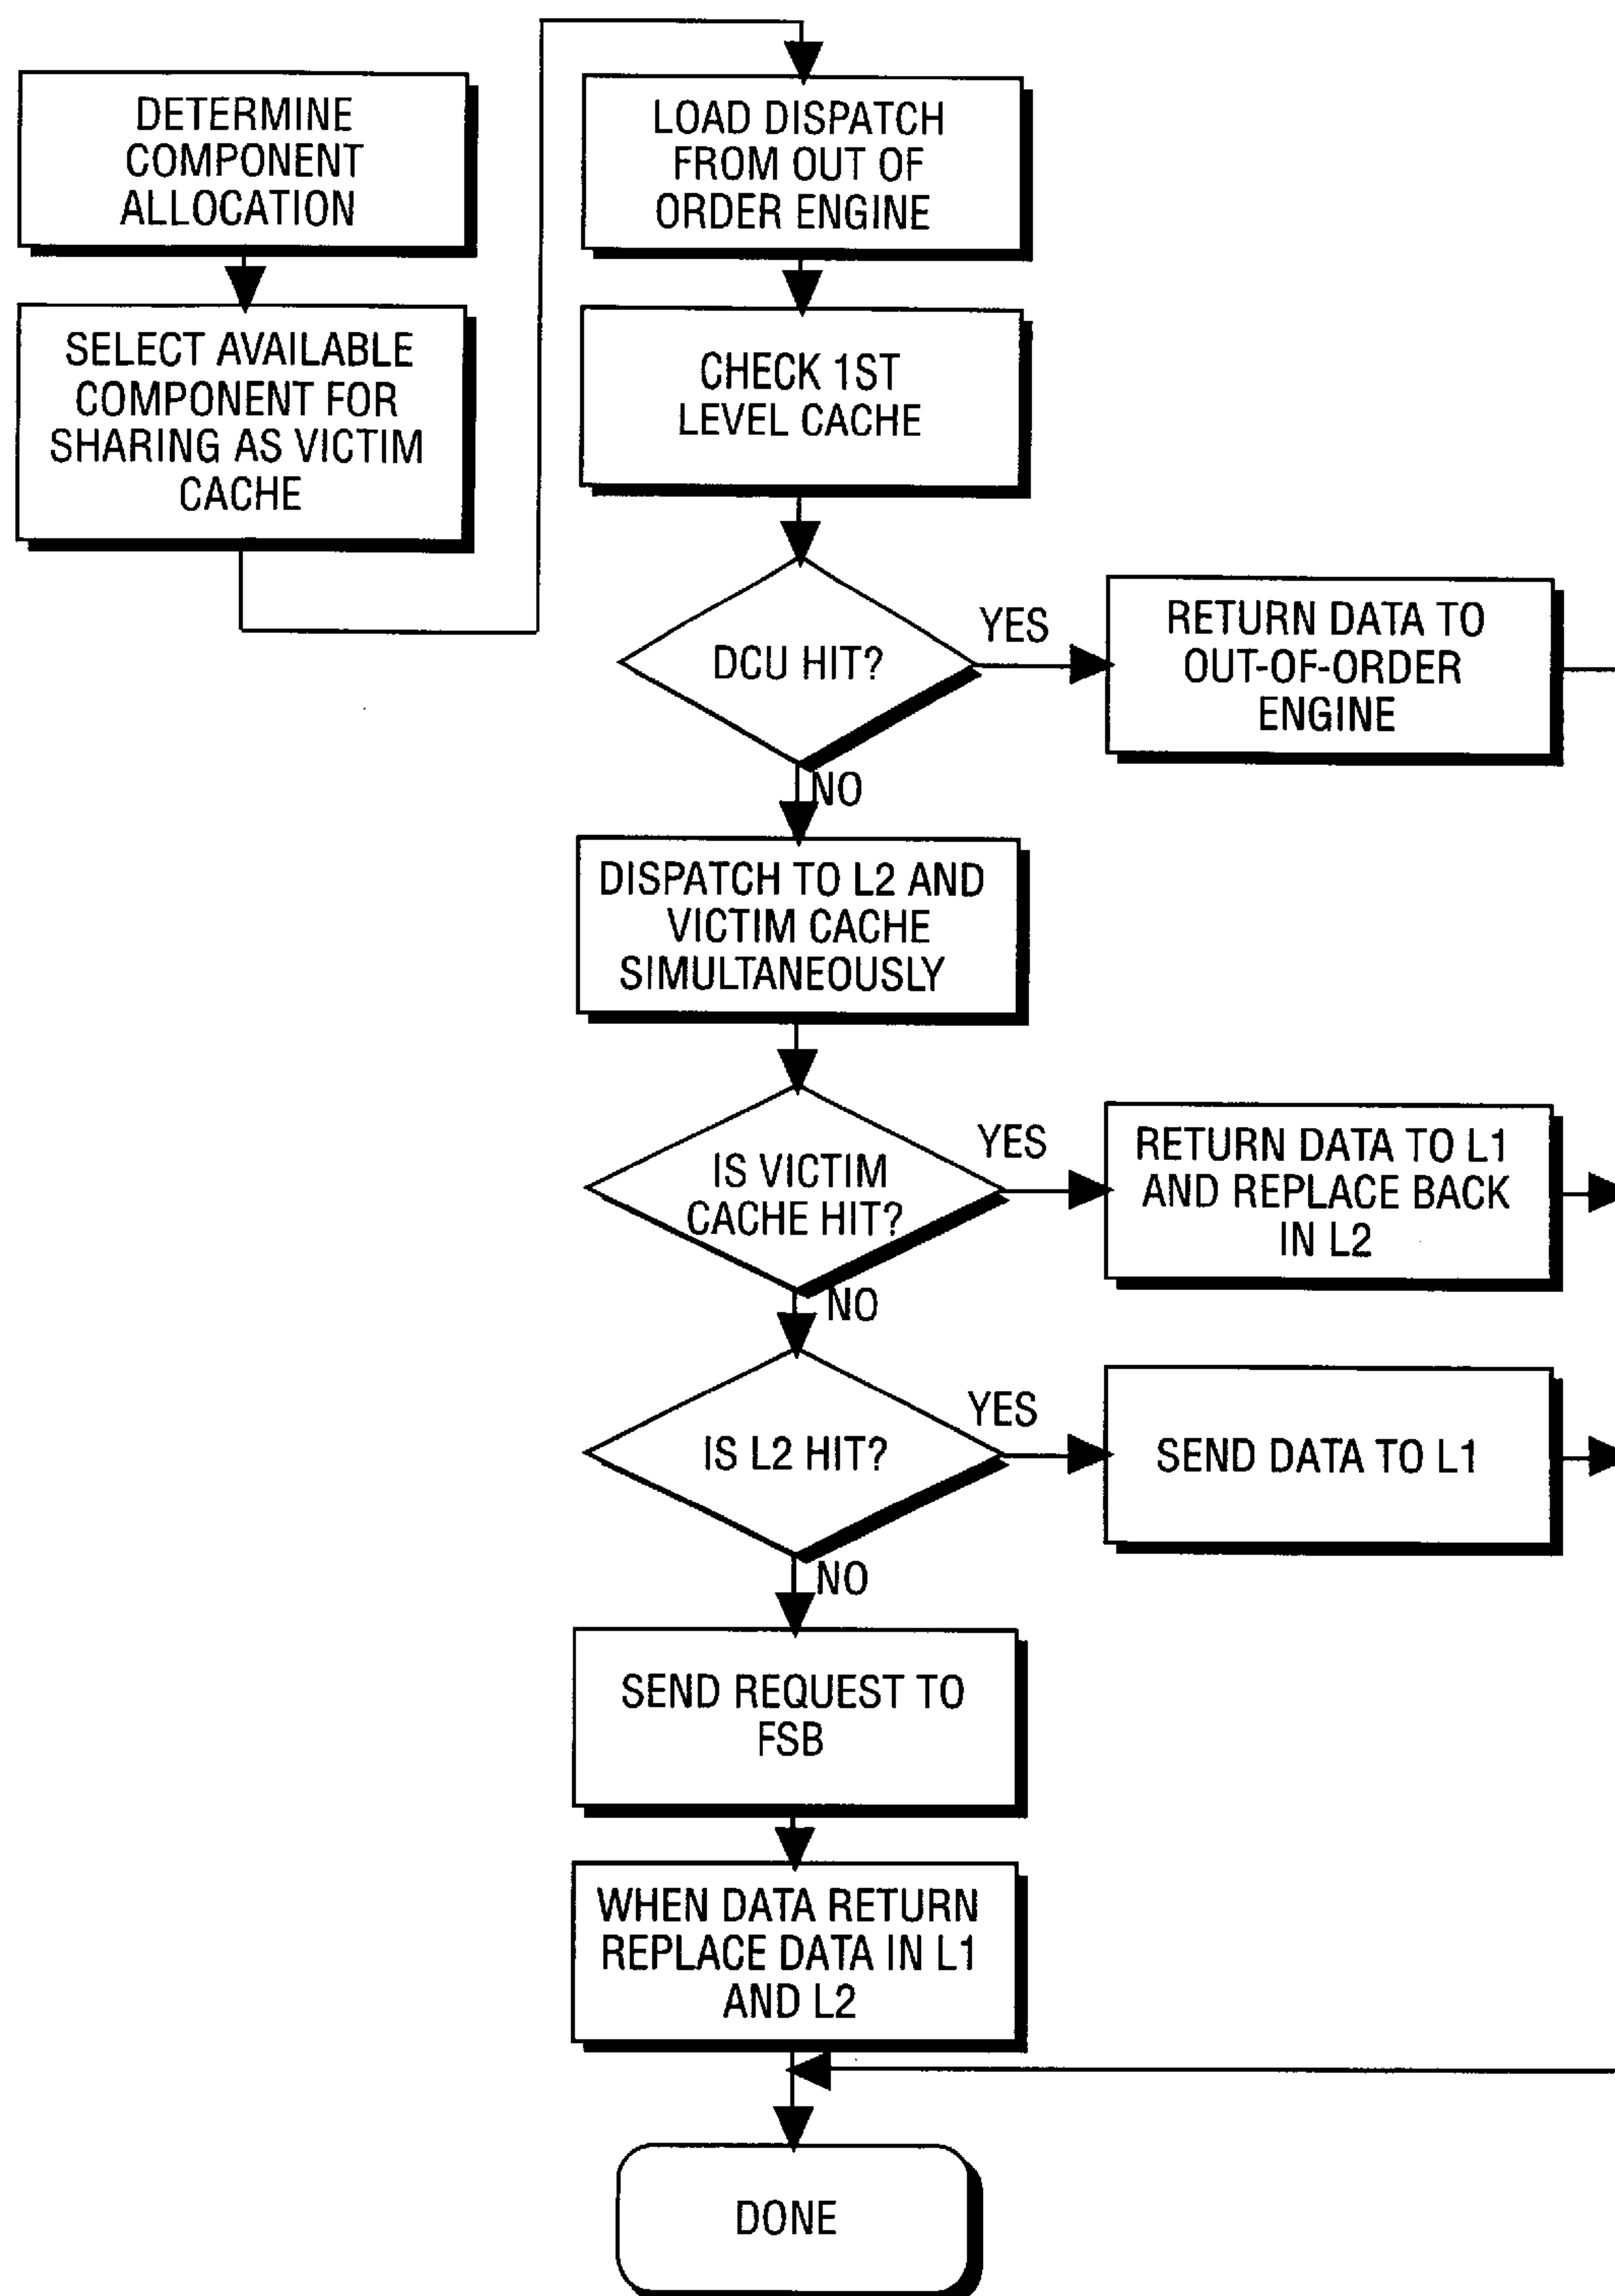 DETERMINE
COMPONENT
ALLOCATION
SELECT AVAILABLE
COMPONENT FOR
SHARING AS VICTIM
CACHE
LOAD DISPATCH
FROM OUT OF
ORDER ENGINE
CHECK 1ST
LEVEL CACHE
DCU HIT?
YES
RETURN DATA TO
OUT-OF-ORDER
ENGINE
NO
DISPATCH TO L2 AND
VICTIM CACHE
SIMULTANEOUSLY
IS VICTIM
CACHE HIT?
YES
RETURN DATA TO L1
AND REPLACE BACK
IN L2
NO
IS L2 HIT?
YES
SEND DATA TO L1
NO
SEND REQUEST TO
FSB
WHEN DATA RETURN
REPLACE DATA IN L1
AND L2
DONE